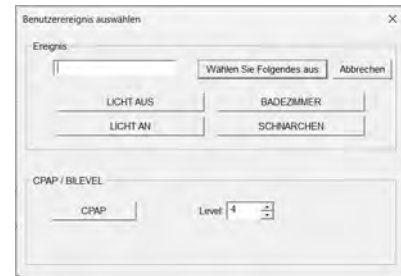 Benutzerereignis auswählen
Ereignis
Wählen Sie Folgendes aus Abbrechen
LICHT AUS BADEZIMMER
LICHT AN SCHNARCHEN
CPAP / BILEVEL
CPAP Level 4